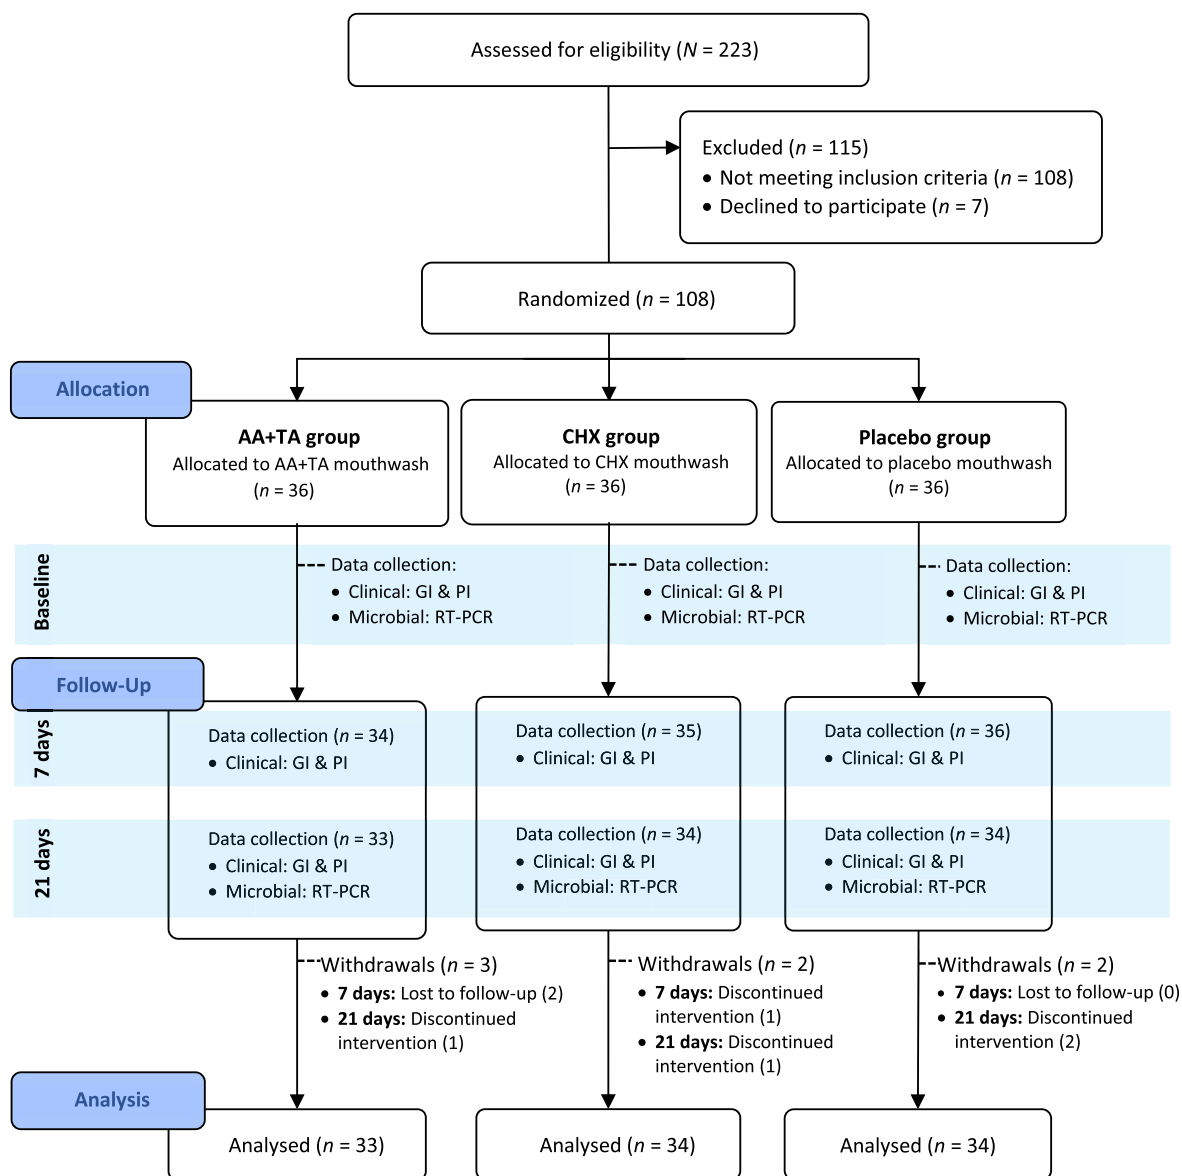 Assessed for eligibility (N = 223)
Excluded (n = 115)
• Not meeting inclusion criteria (n = 108)
• Declined to participate (n = 7)
Randomized (n = 108)
Allocation
AA+TA group
Allocated to AA+TA mouthwash
(n = 36)
CHX group
Allocated to CHX mouthwash
(n = 36)
Placebo group
Allocated to placebo mouthwash
(n = 36)
Baseline
Data collection:
• Clinical: GI & PI
• Microbial: RT-PCR
Data collection:
• Clinical: GI & PI
• Microbial: RT-PCR
Data collection:
• Clinical: GI & PI
• Microbial: RT-PCR
Follow-Up
7 days
Data collection (n = 34)
• Clinical: GI & PI
Data collection (n = 35)
• Clinical: GI & PI
Data collection (n = 36)
• Clinical: GI & PI
21 days
Data collection (n = 33)
• Clinical: GI & PI
• Microbial: RT-PCR
Data collection (n = 34)
• Clinical: GI & PI
• Microbial: RT-PCR
Data collection (n = 34)
• Clinical: GI & PI
• Microbial: RT-PCR
Withdrawals (n = 3)
• 7 days: Lost to follow-up (2)
• 21 days: Discontinued
intervention (1)
Withdrawals (n = 2)
• 7 days: Discontinued
intervention (1)
• 21 days: Discontinued
intervention (1)
Withdrawals (n = 2)
• 7 days: Lost to follow-up (0)
• 21 days: Discontinued
intervention (2)
Analysis
Analysed (n = 33)
Analysed (n = 34)
Analysed (n = 34)